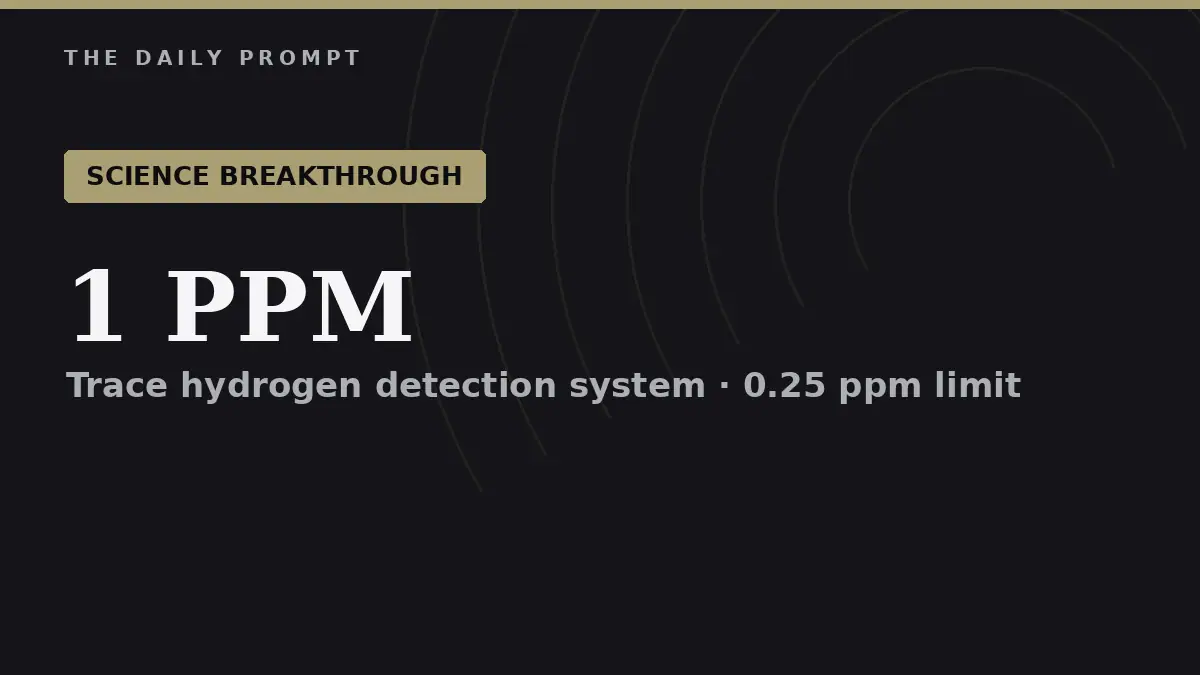 THE DAILY PROMPT
SCIENCE BREAKTHROUGH
1 PPM
Trace hydrogen detection system · 0.25 ppm limit